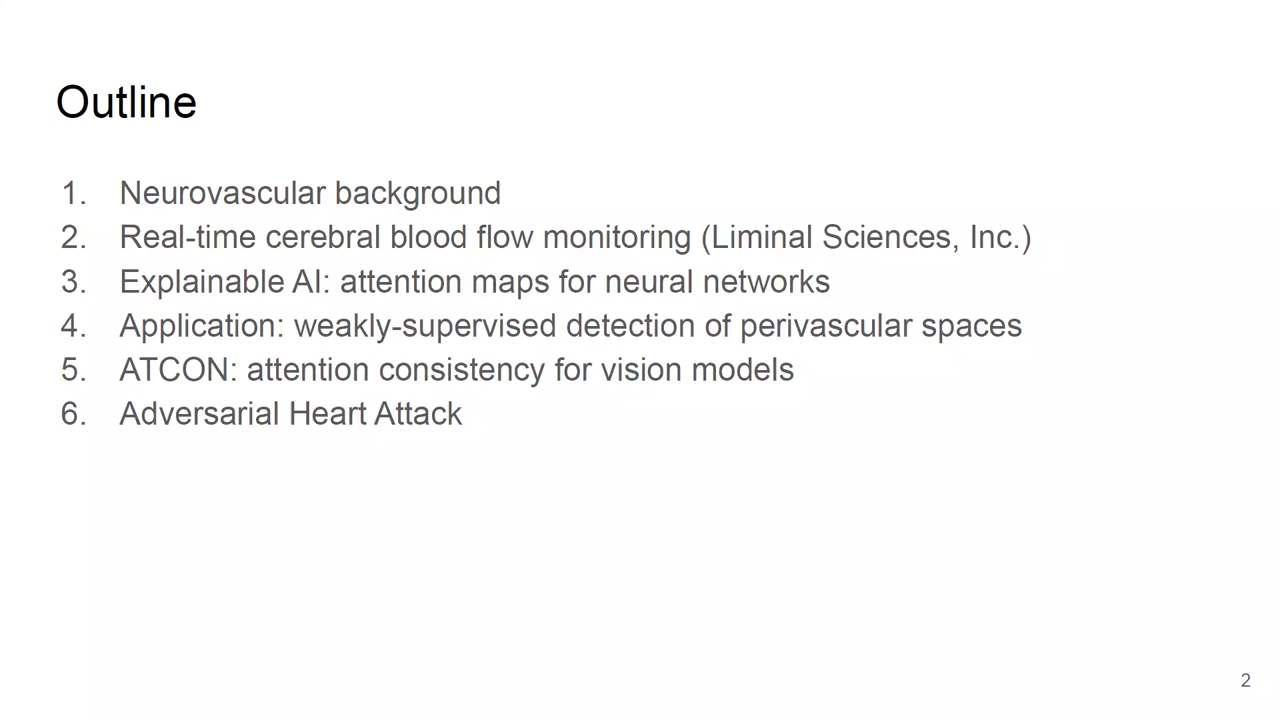 Outline
1. Neurovascular background
2. Real-time cerebral blood flow monitoring (Liminal Sciences, Inc.)
3. Explainable AI: attention maps for neural networks
4. Application: weakly-supervised detection of perivascular spaces
5. ATCON: attention consistency for vision models
6. Adversarial Heart Attack
2